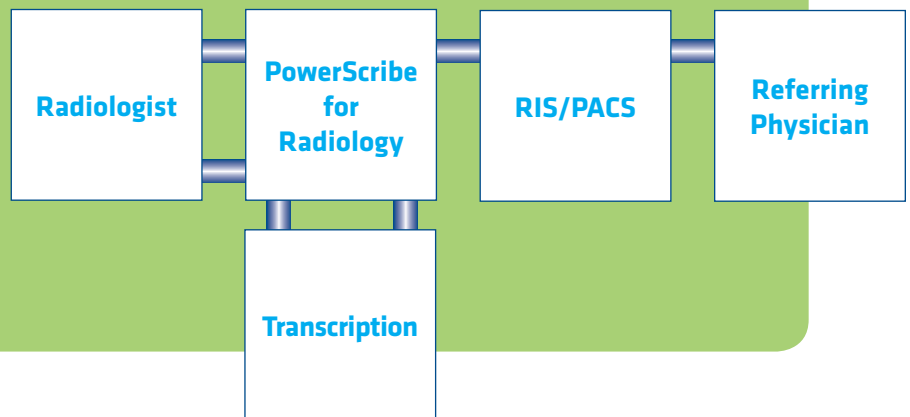 Radiologist
PowerScribe
for
Radiology
RIS/PACS
Referring
Physician
Transcription